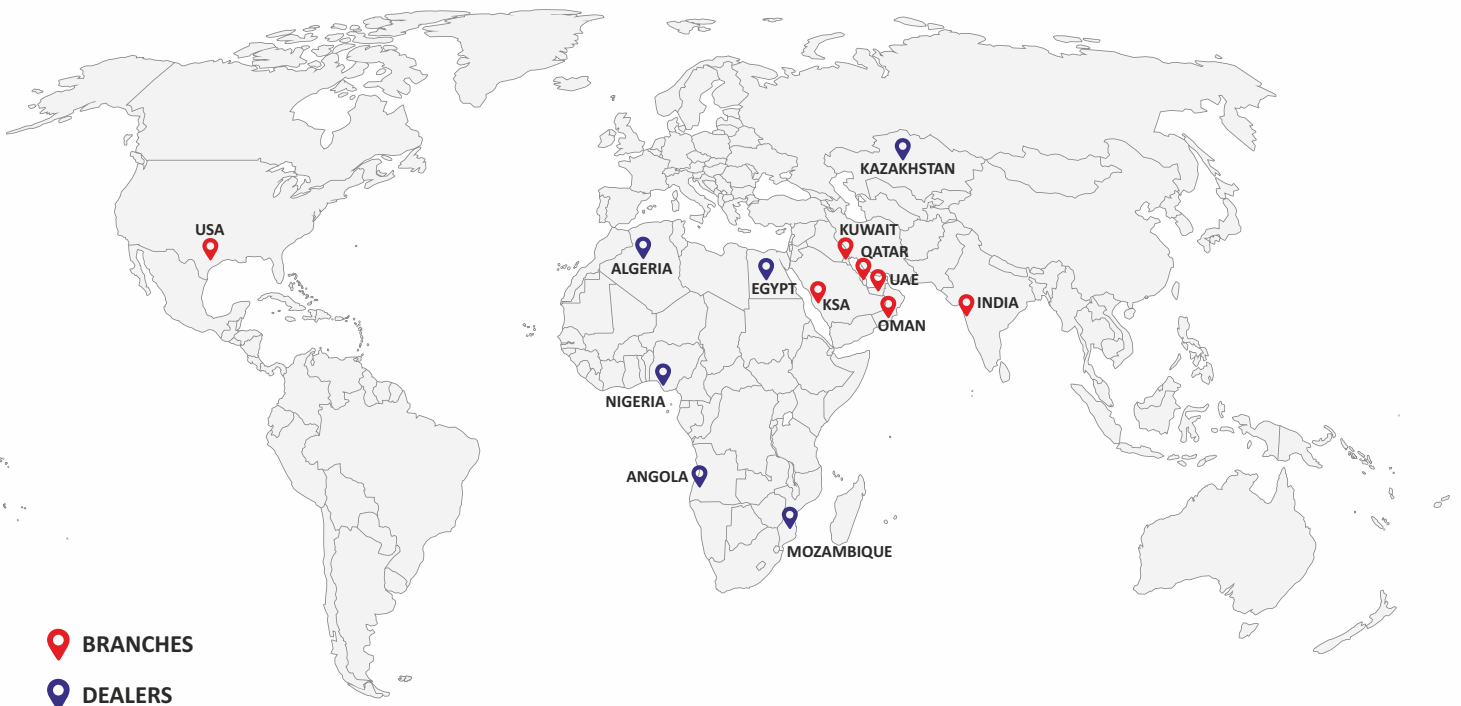 KAZAKHSTAN
USA
KUWAIT
QATAR
ALGERIA
EGYPT
UAE
KSA
INDIA
OMAN
NIGERIA
ANGOLA
MOZAMBIQUE
BRANCHES
DEALERS